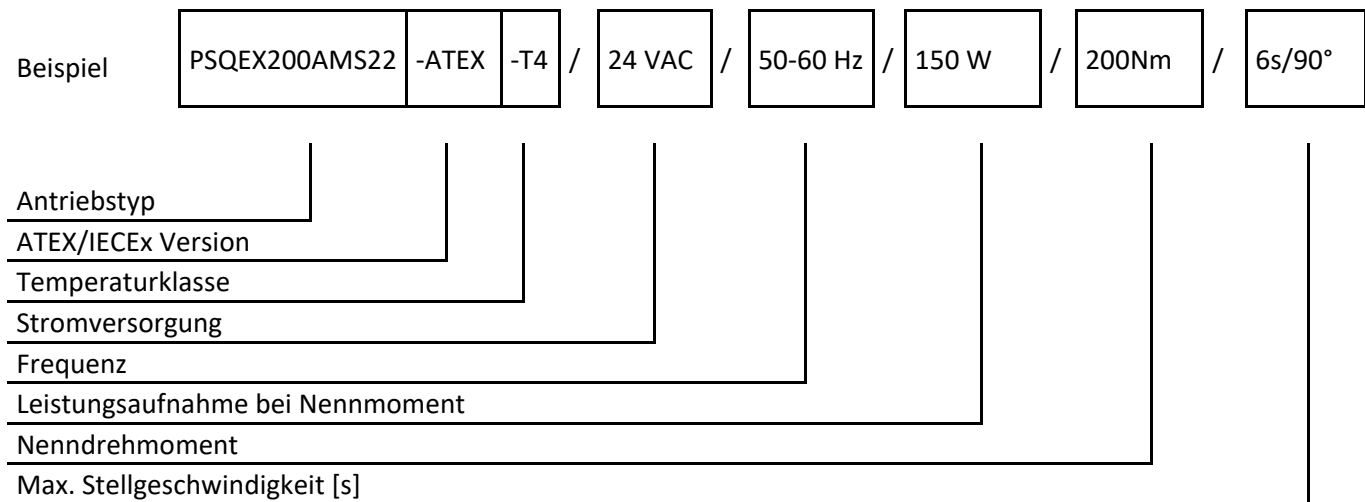 Beispiel PSQEX200AMS22 -ATEX -T4 / 24 VAC / 50-60 Hz / 150 W / 200Nm / 6s/90°
Antriebstyp
ATEX/IECEx Version
Temperaturklasse
Stromversorgung
Frequenz
Leistungsaufnahme bei Nennmoment
Nenndrehmoment
Max. Stellgeschwindigkeit [s]